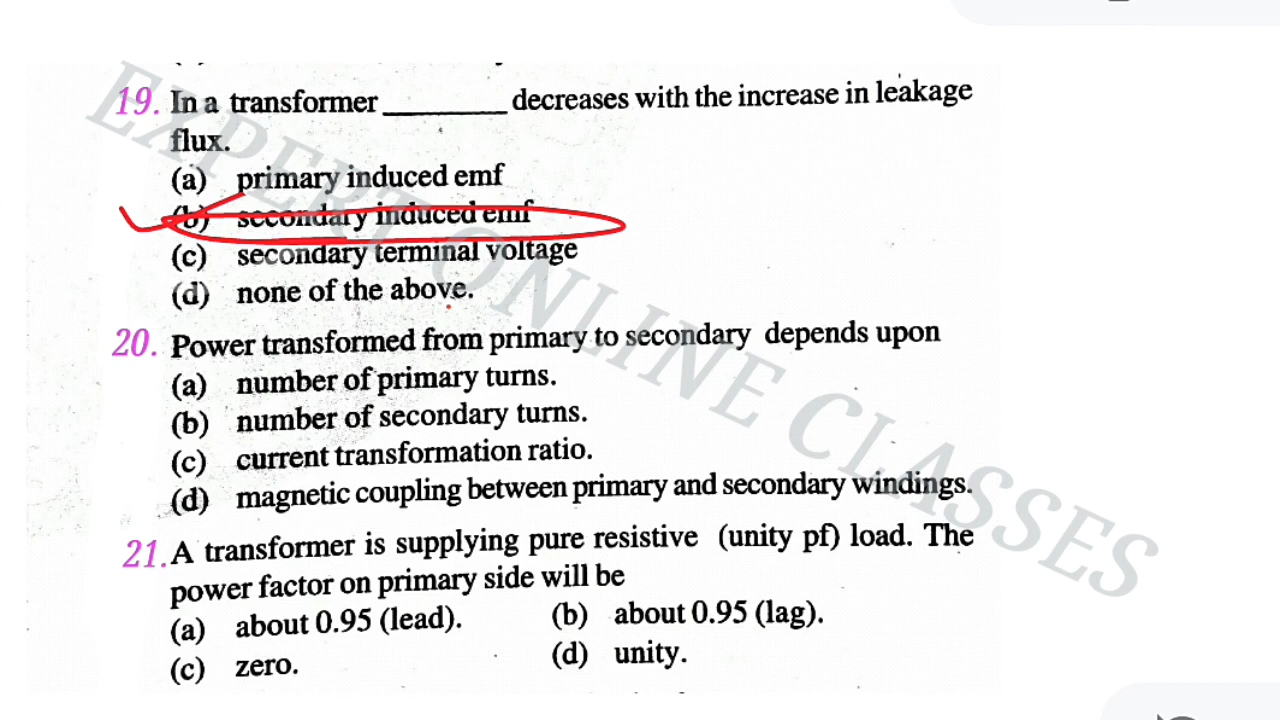 19. In a transformer ________ decreases with the increase in leakage
flux.
(a) primary induced emf
(b) secondary induced emf
(c) secondary terminal voltage
(d) none of the above.
20. Power transformed from primary to secondary depends upon
(a) number of primary turns.
(b) number of secondary turns.
(c) current transformation ratio.
(d) magnetic coupling between primary and secondary windings.
21. A transformer is supplying pure resistive (unity pf) load. The
power factor on primary side will be
(a) about 0.95 (lead). (b) about 0.95 (lag).
(c) zero. (d) unity.
EXPERT ONLINE CLASSES